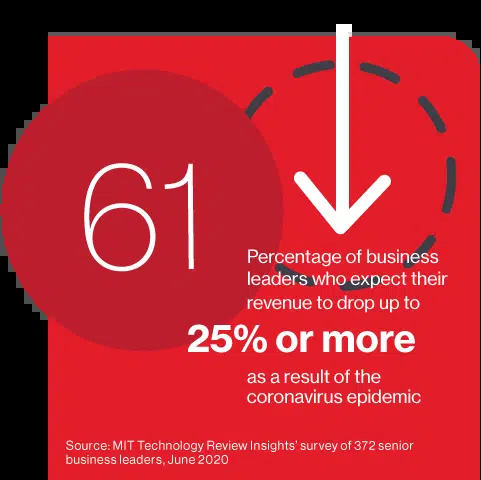 61
Percentage of business
leaders who expect their
revenue to drop up to
25% or more
as a result of the
coronavirus epidemic
Source: MIT Technology Review Insights' survey of 372 senior
business leaders, June 2020